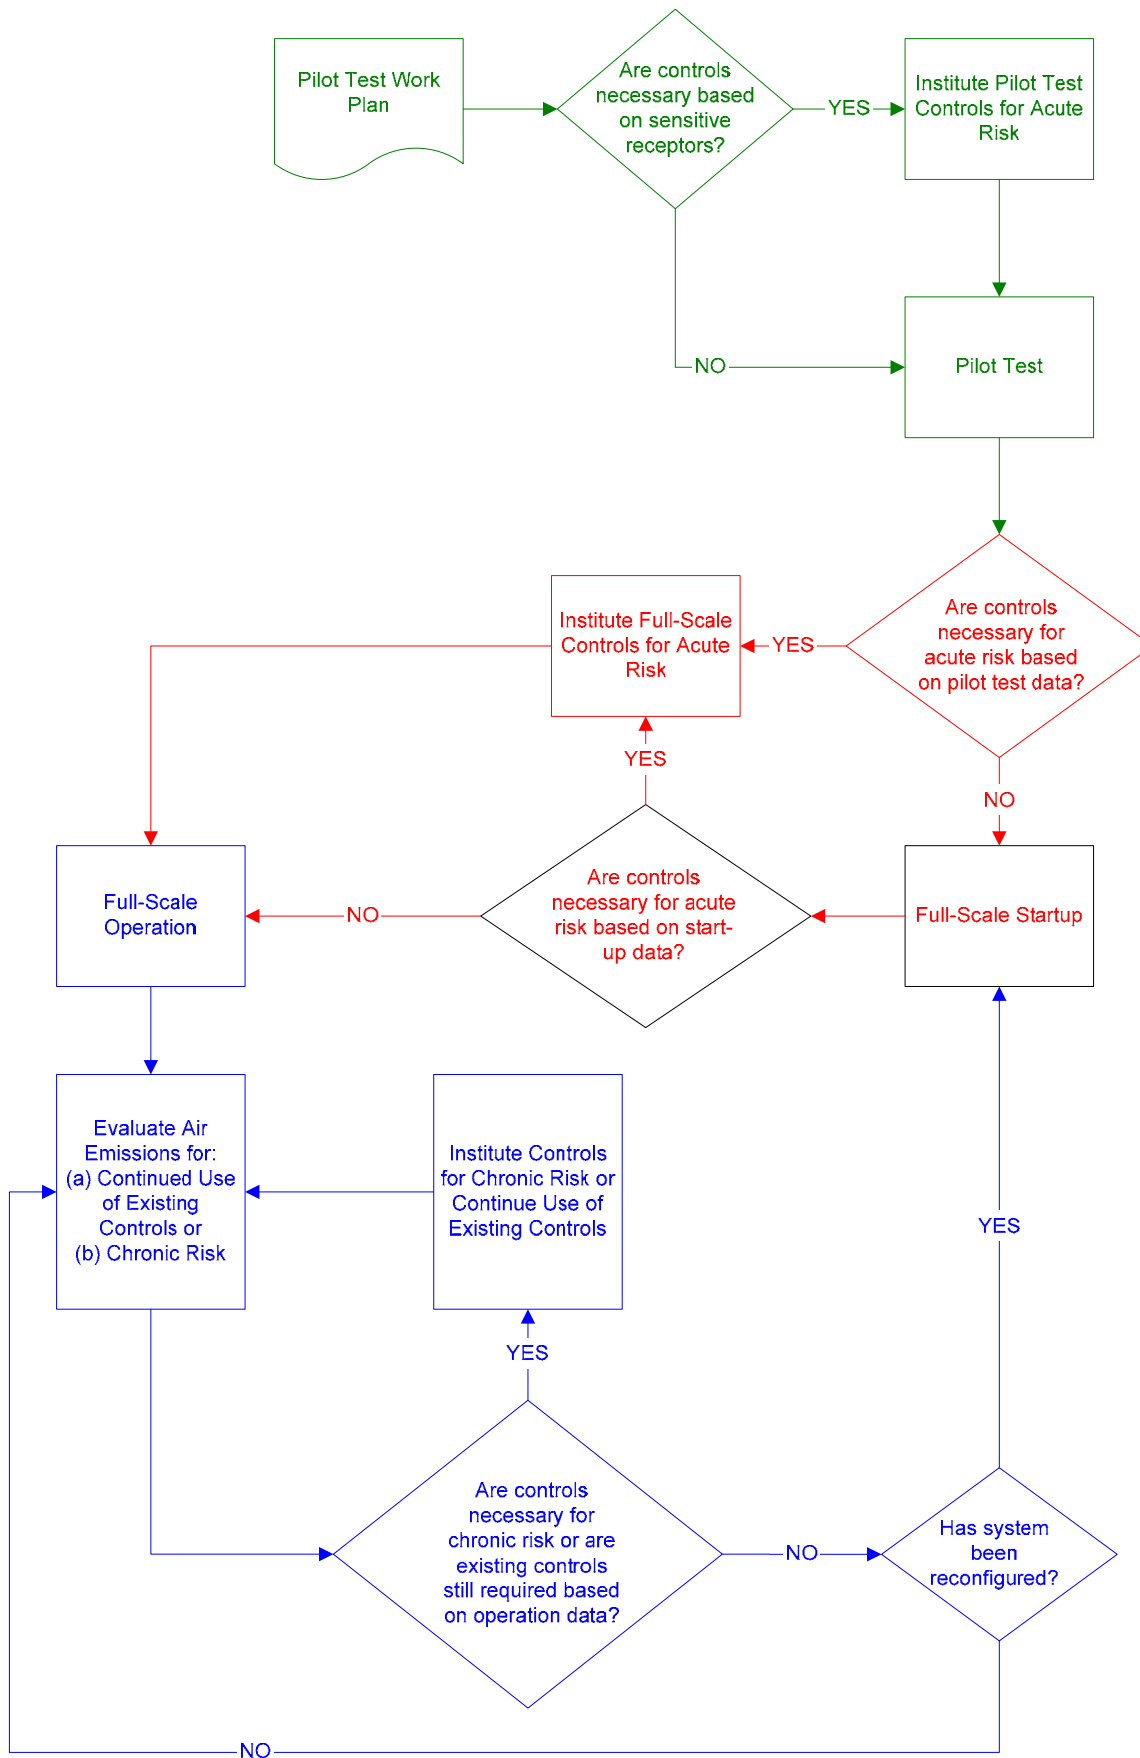 Pilot Test Work
Plan
Are controls
necessary based
on sensitive
receptors?
YES
Institute Pilot Test
Controls for Acute
Risk
NO
Pilot Test
Institute Full-Scale
Controls for Acute
Risk
YES
Are controls
necessary for
acute risk based
on pilot test data?
YES
NO
Full-Scale
Operation
NO
Are controls
necessary for acute
risk based on start-
up data?
Full-Scale Startup
Evaluate Air
Emissions for:
(a) Continued Use
of Existing
Controls or
(b) Chronic Risk
Institute Controls
for Chronic Risk or
Continue Use of
Existing Controls
YES
YES
Are controls
necessary for
chronic risk or are
existing controls
still required based
on operation data?
NO
Has system
been
reconfigured?
NO